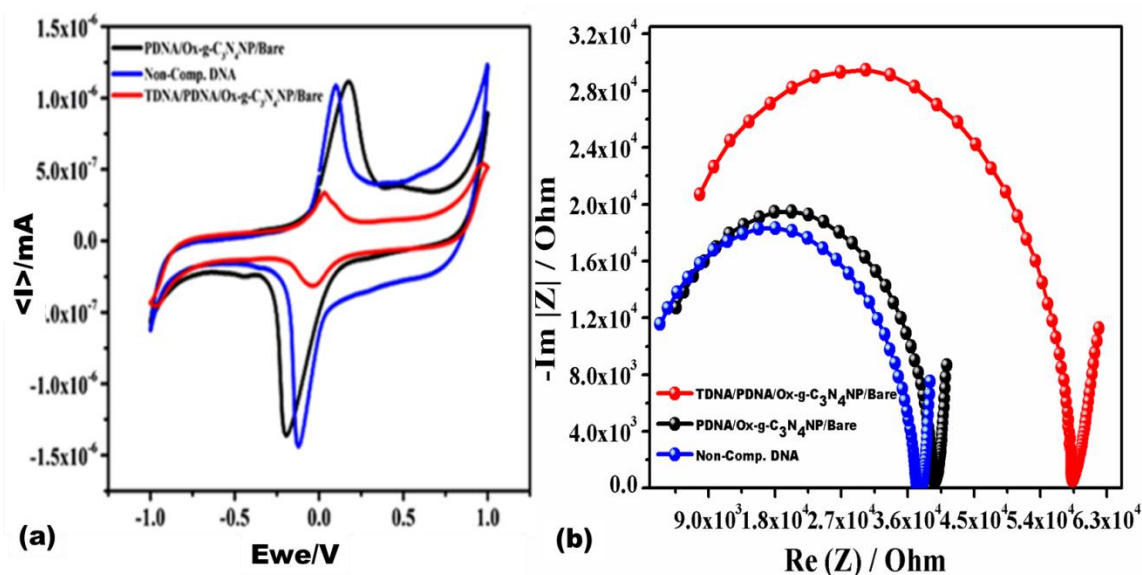 1.5x10⁻⁶
PDNA/Ox-g-C₃N₄NP/Bare
Non-Comp. DNA
TDNA/PDNA/Ox-g-C₃N₄NP/Bare
1.0x10⁻⁶
5.0x10⁻⁷
0.0
.0x10⁻⁷
-1.0x10⁻⁶
-1.5x10⁻⁶
<I>/mA
-1.0
-0.5
0.0
0.5
1.0
(a)
Ewe/V
3.2x10⁴
2.8x10⁴
2.4x10⁴
2.0x10⁴
1.6x10⁴
1.2x10⁴
8.0x10³
4.0x10³
0.0
-Im |Z| / Ohm
TDNA/PDNA/Ox-g-C₃N₄NP/Bare
PDNA/Ox-g-C₃N₄NP/Bare
Non-Comp. DNA
9.0x10³ 1.8x10⁴ 2.7x10⁴ 3.6x10⁴ 4.5x10⁴ 5.4x10⁴ 6.3x10⁴
(b)
Re (Z) / Ohm